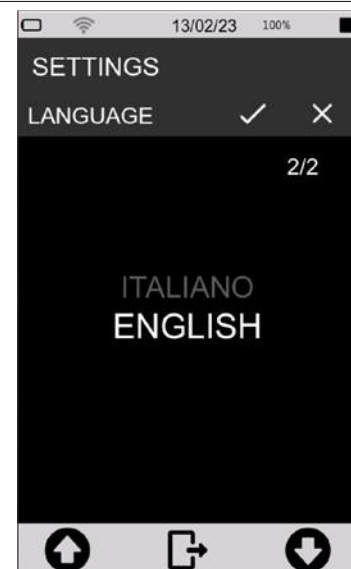 13/02/23 100%
SETTINGS
LANGUAGE
2/2
ITALIANO
ENGLISH